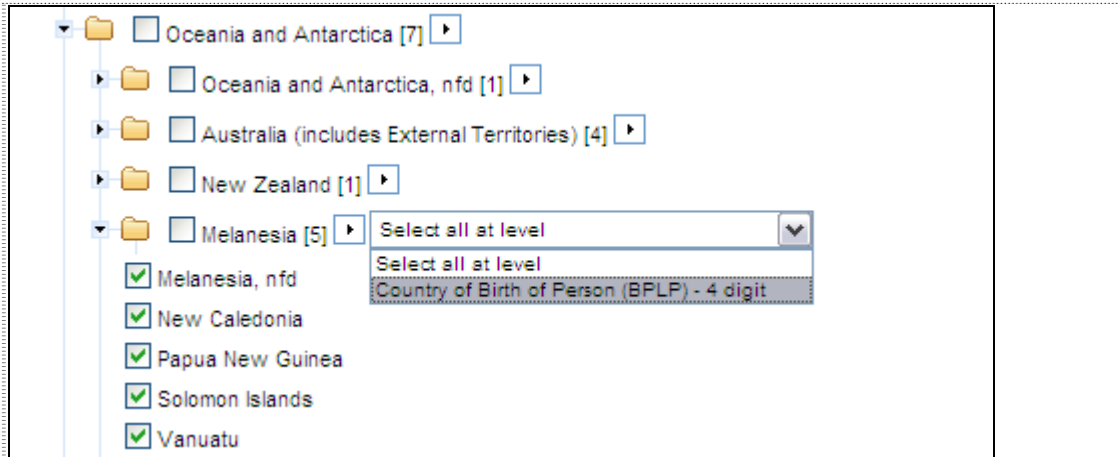 Oceania and Antarctica [7]
Oceania and Antarctica, nfd [1]
Australia (includes External Territories) [4]
New Zealand [1]
Melanesia [5] Select all at level
Select all at level
Melanesia, nfd
Country of Birth of Person (BPLP) - 4 digit
New Caledonia
Papua New Guinea
Solomon Islands
Vanuatu